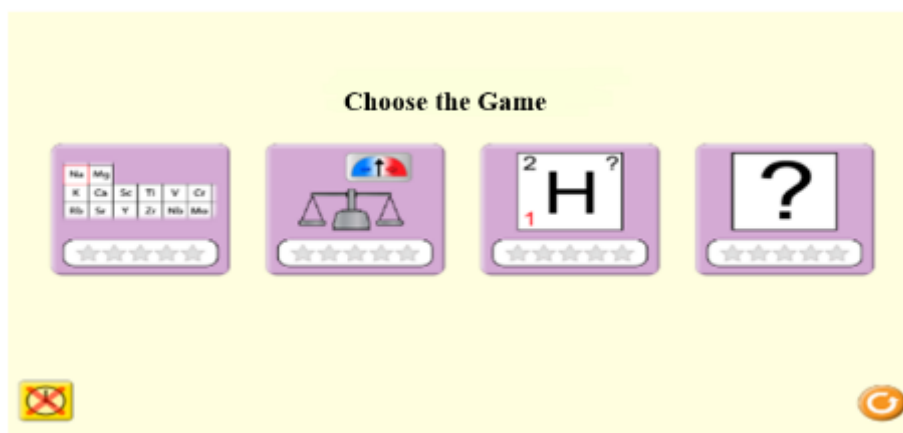 Choose the Game
Na Mg
K Ca Sc Ti V Cr
Rb Sr Y Zr Nb Mo
2 ?
H
1
?